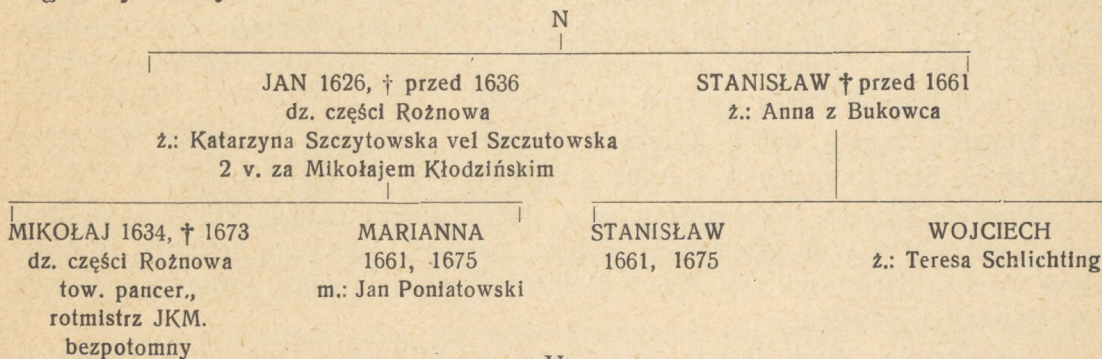 N
JAN 1626, † przed 1636
dz. części Rożnowa
ż.: Katarzyna Szczytowska vel Szczutowska
2 v. za Mikołajem Kłodzińskim
STANISŁAW † przed 1661
ż.: Anna z Bukowca
MIKOŁAJ 1634, † 1673
dz. części Rożnowa
tow. pancer.,
rotmistrz JKM.
bezpotomny
MARIANNA
1661, 1675
m.: Jan Poniatowski
STANISŁAW
1661, 1675
WOJCIECH
ż.: Teresa Schlichting